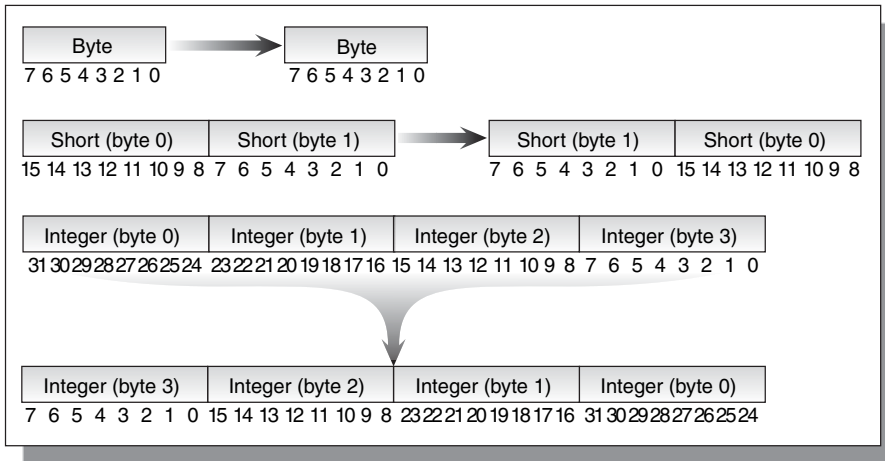 Byte Byte
7 6 5 4 3 2 1 0 7 6 5 4 3 2 1 0
Short (byte 0) Short (byte 1) Short (byte 1) Short (byte 0)
15 14 13 12 11 10 9 8 7 6 5 4 3 2 1 0 7 6 5 4 3 2 1 0 15 14 13 12 11 10 9 8
Integer (byte 0) Integer (byte 1) Integer (byte 2) Integer (byte 3)
31 30 29 28 27 26 25 24 23 22 21 20 19 18 17 16 15 14 13 12 11 10 9 8 7 6 5 4 3 2 1 0
Integer (byte 3) Integer (byte 2) Integer (byte 1) Integer (byte 0)
7 6 5 4 3 2 1 0 15 14 13 12 11 10 9 8 23 22 21 20 19 18 17 16 31 30 29 28 27 26 25 24